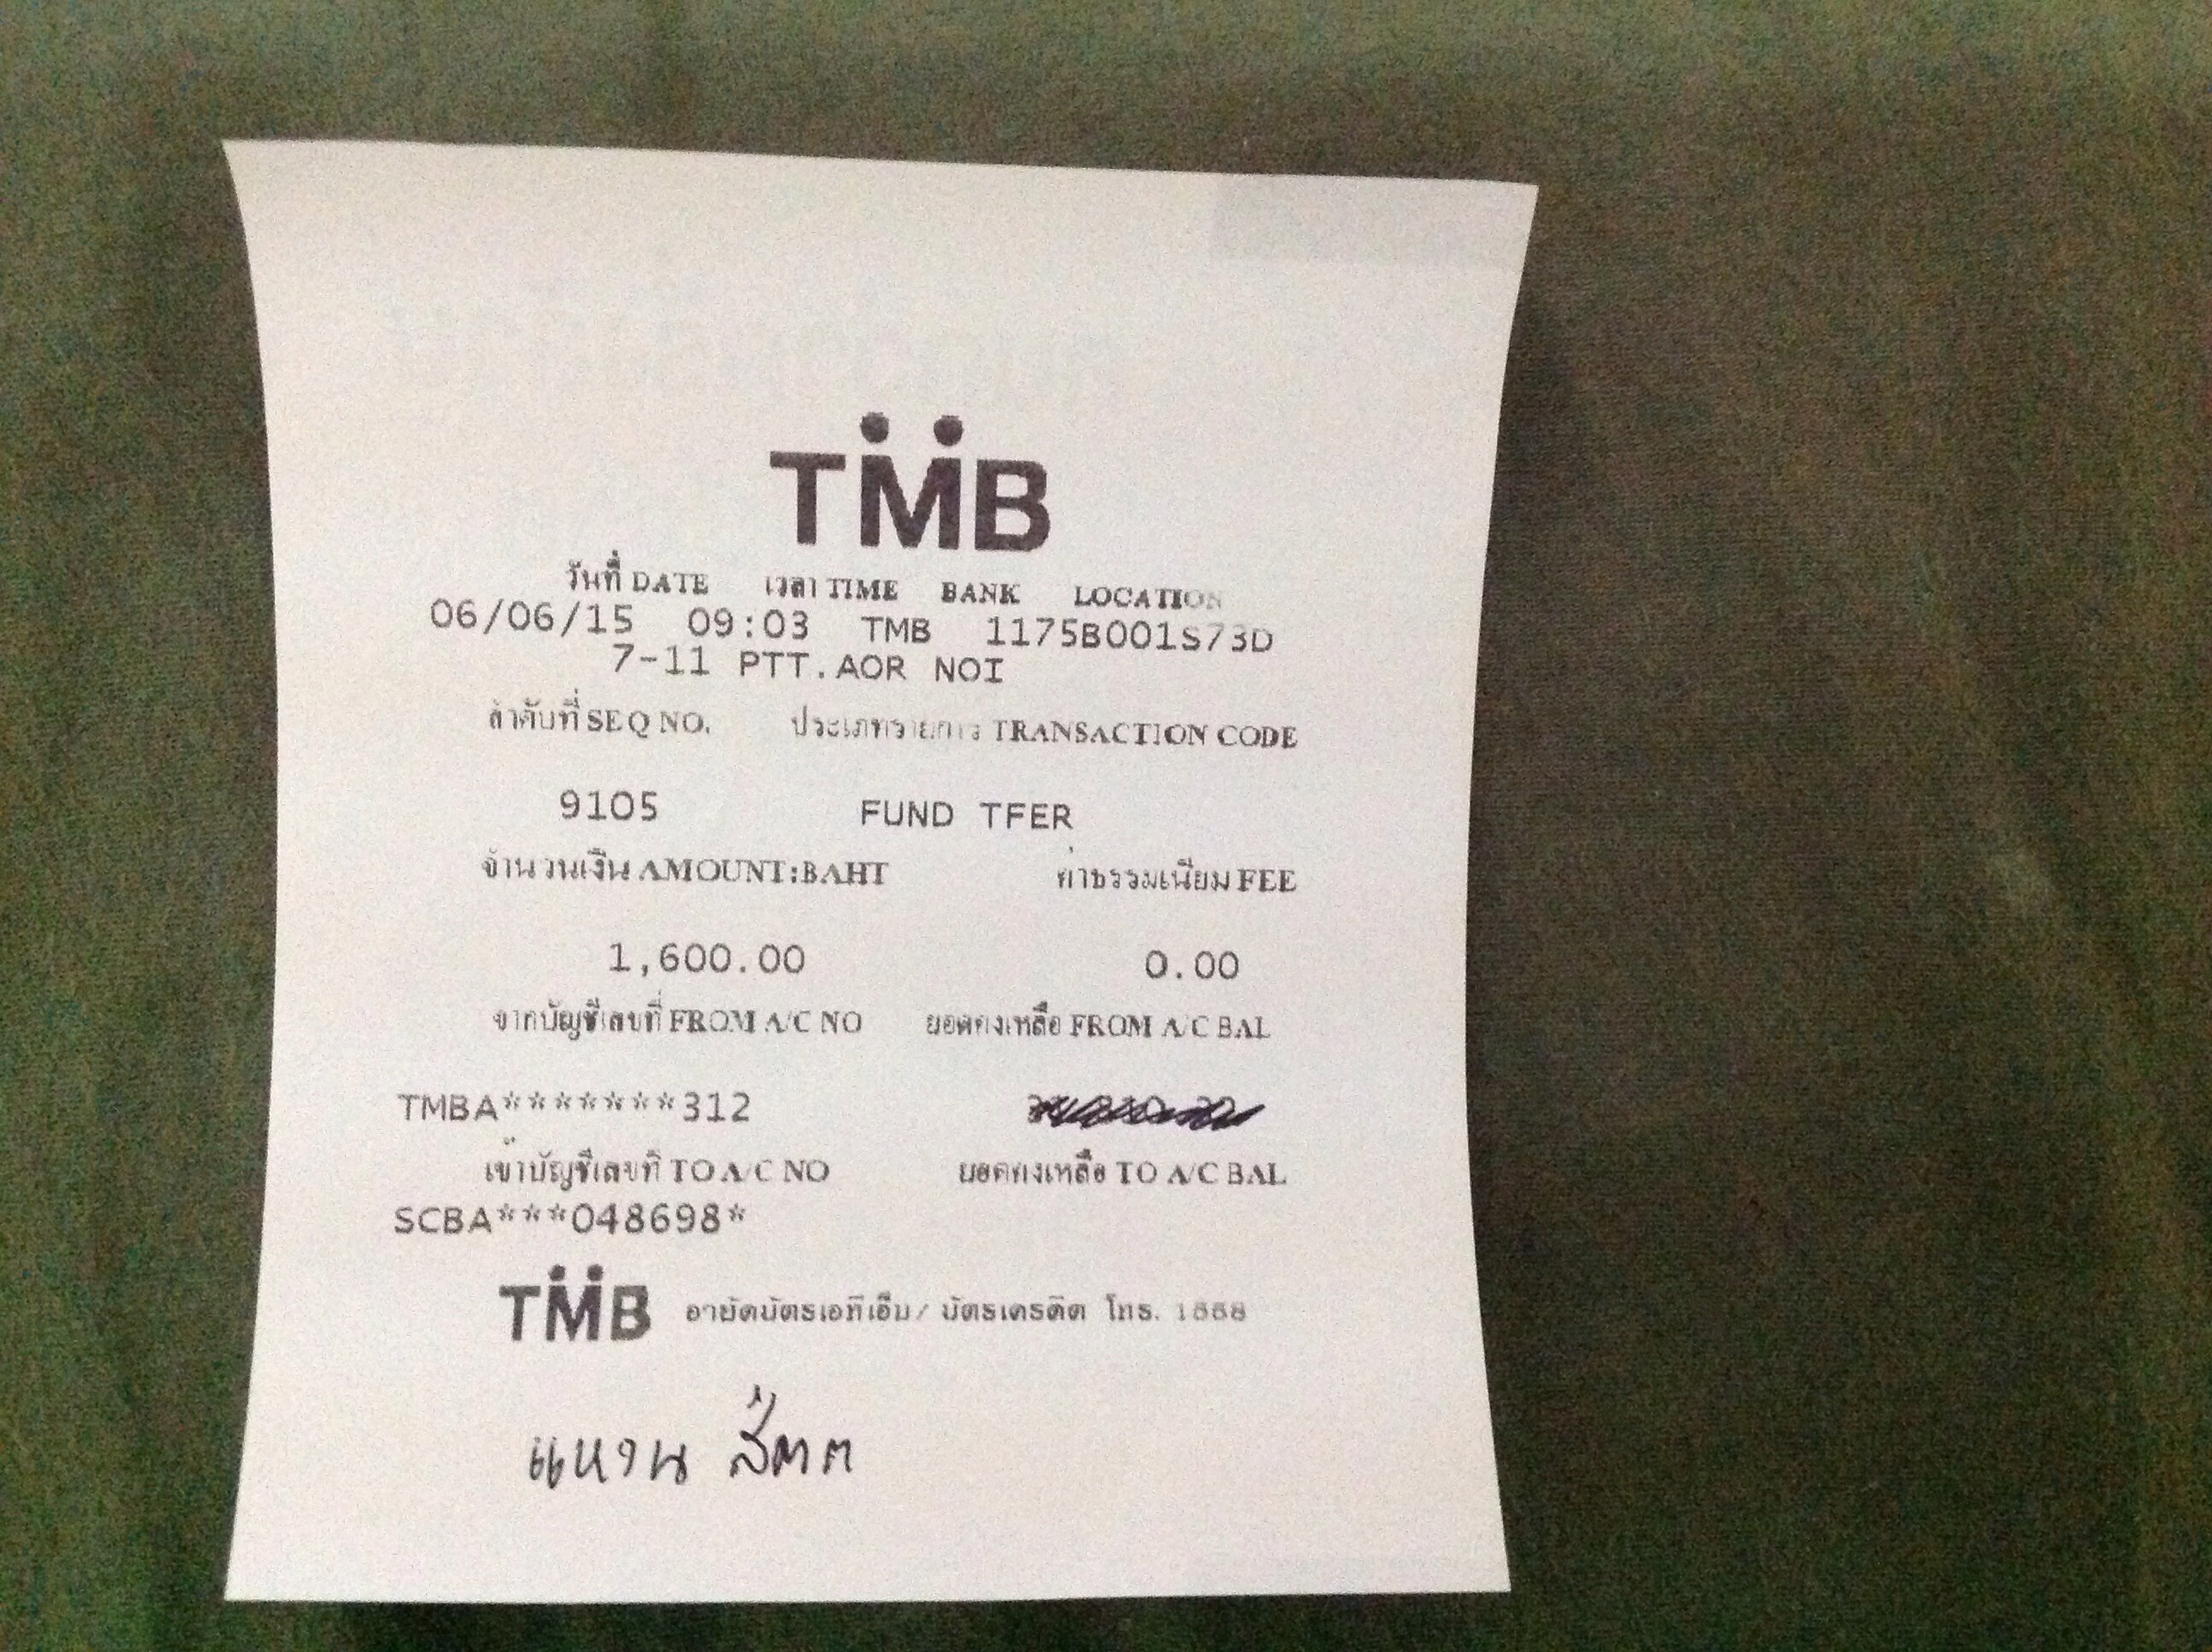 TMB
วันที่ DATE เวลา TIME BANK LOCATION
06/06/15 09:03 TMB 1175B001S73D
7-11 PTT.AOR NOI
ลำดับที่ SEQ NO. ประเภทรายการ TRANSACTION CODE
9105 FUND TFER
จำนวนเงิน AMOUNT:BAHT ค่าธรรมเนียม FEE
1,600.00 0.00
จากบัญชีเลขที่ FROM A/C NO ยอดคงเหลือ FROM A/C BAL
TMBA*******312
เข้าบัญชีเลขที่ TO A/C NO ยอดคงเหลือ TO A/C BAL
SCBA***048698*
TMB อายัดบัตรเอทีเอ็ม/ บัตรเครดิต โทร. 1558
แหวน